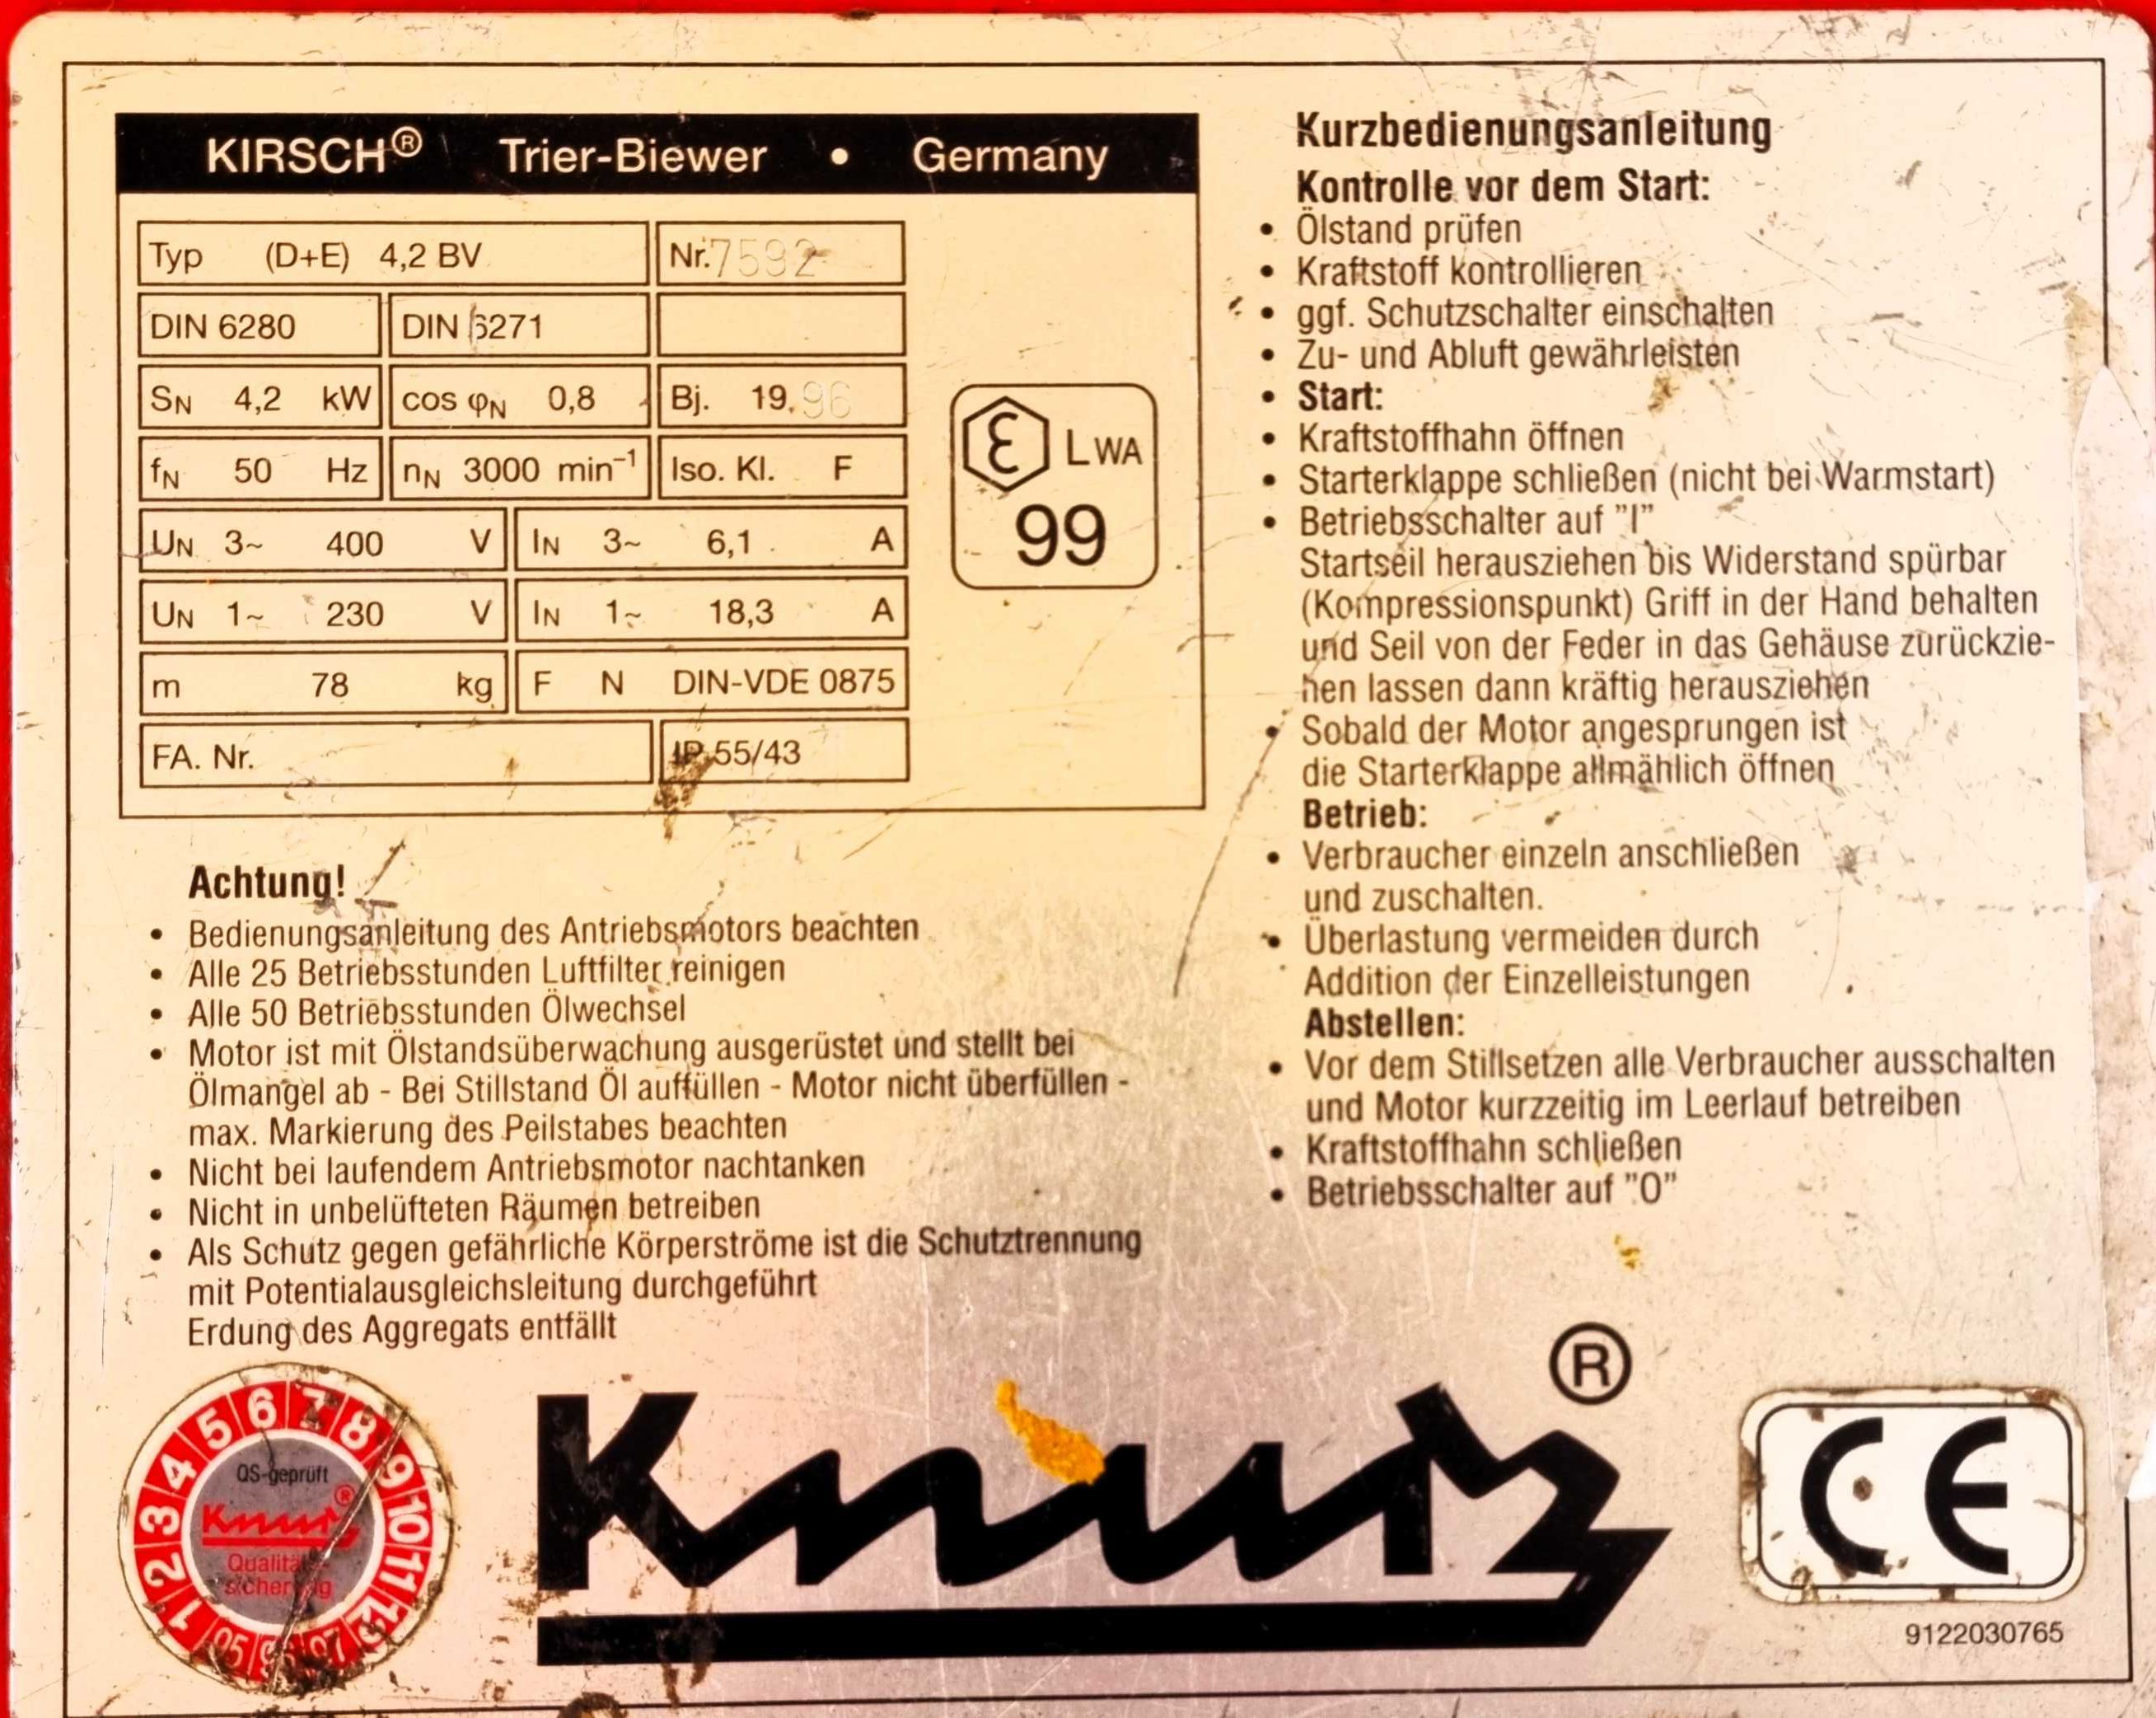 KIRSCH® Trier-Biewer • Germany
Typ (D+E) 4,2 BV Nr. 7592
DIN 6280 DIN 6271
SN 4,2 kW cos φN 0,8 Bj. 19 96
fN 50 Hz nN 3000 min⁻¹ Iso. Kl. F
UN 3~ 400 V IN 3~ 6,1 A
UN 1~ 230 V IN 1~ 18,3 A
m 78 kg F N DIN-VDE 0875
FA. Nr. IP 55/43
LWA
99
Achtung!
• Bedienungsanleitung des Antriebsmotors beachten
• Alle 25 Betriebsstunden Luftfilter reinigen
• Alle 50 Betriebsstunden Ölwechsel
• Motor ist mit Ölstandsüberwachung ausgerüstet und stellt bei
Ölmangel ab - Bei Stillstand Öl auffüllen - Motor nicht überfüllen -
max. Markierung des Peilstabes beachten
• Nicht bei laufendem Antriebsmotor nachtanken
• Nicht in unbelüfteten Räumen betreiben
• Als Schutz gegen gefährliche Körperströme ist die Schutztrennung
mit Potentialausgleichsleitung durchgeführt
Erdung des Aggregats entfällt
Kurzbedienungsanleitung
Kontrolle vor dem Start:
• Ölstand prüfen
• Kraftstoff kontrollieren
• ggf. Schutzschalter einschalten
• Zu- und Abluft gewährleisten
• Start:
• Kraftstoffhahn öffnen
• Starterklappe schließen (nicht bei Warmstart)
• Betriebsschalter auf "I"
Startseil herausziehen bis Widerstand spürbar
(Kompressionspunkt) Griff in der Hand behalten
und Seil von der Feder in das Gehäuse zurückzie-
hen lassen dann kräftig herausziehen
• Sobald der Motor angesprungen ist
die Starterklappe allmählich öffnen
Betrieb:
• Verbraucher einzeln anschließen
und zuschalten.
• Überlastung vermeiden durch
Addition der Einzelleistungen
Abstellen:
• Vor dem Stillsetzen alle Verbraucher ausschalten
und Motor kurzzeitig im Leerlauf betreiben
• Kraftstoffhahn schließen
• Betriebsschalter auf "O"
1 2 3 4 5 6 7 8 9 10 11 12
QS-geprüft
Knurz®
Qualitäts-
sicherung
95 96 97
Knurz®
CE
9122030765